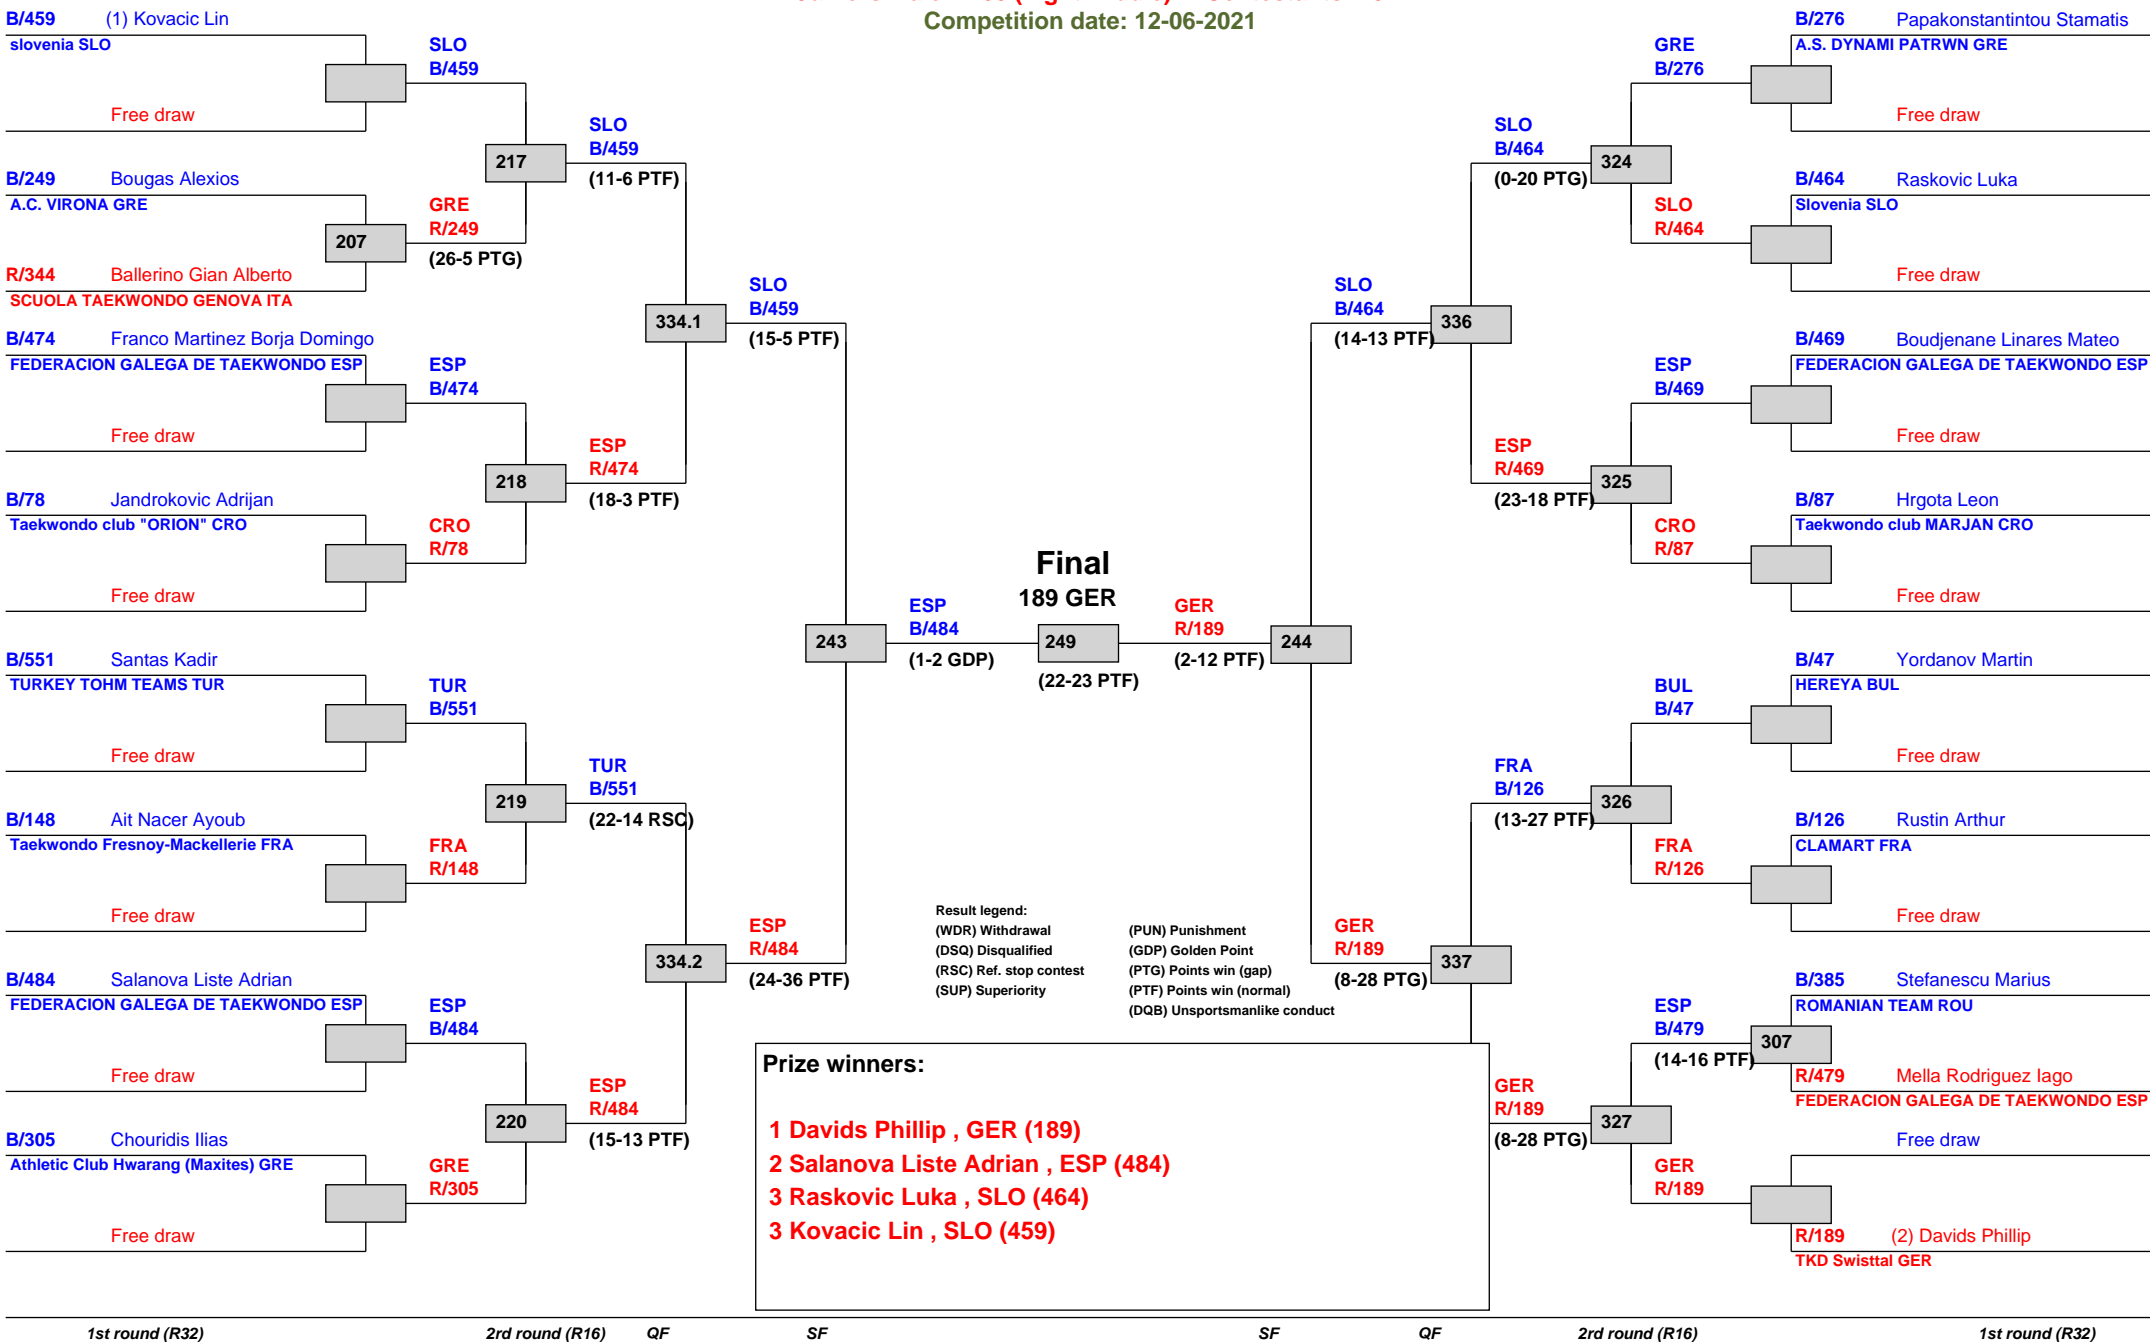 Competition date: 12-06-2021
B/459 (1) Kovacic Lin
slovenia SLO
Free draw
B/249 Bougas Alexios
A.C. VIRONA GRE
R/344 Ballerino Gian Alberto
SCUOLA TAEKWONDO GENOVA ITA
B/474 Franco Martinez Borja Domingo
FEDERACION GALEGA DE TAEKWONDO ESP
Free draw
B/78 Jandrokovic Adrijan
Taekwondo club "ORION" CRO
Free draw
B/551 Santas Kadir
TURKEY TOHM TEAMS TUR
Free draw
B/148 Ait Nacer Ayoub
Taekwondo Fresnoy-Mackellerie FRA
Free draw
B/484 Salanova Liste Adrian
FEDERACION GALEGA DE TAEKWONDO ESP
Free draw
B/305 Chouridis Ilias
Athletic Club Hwarang (Maxites) GRE
Free draw
SLO
B/459
207
GRE
R/249
(26-5 PTG)
ESP
B/474
CRO
R/78
TUR
B/551
FRA
R/148
ESP
B/484
GRE
R/305
217
SLO
B/459
(11-6 PTF)
218
ESP
R/474
(18-3 PTF)
219
TUR
B/551
(22-14 RSC)
220
ESP
R/484
(15-13 PTF)
334.1
SLO
B/459
(15-5 PTF)
334.2
ESP
R/484
(24-36 PTF)
243
ESP
B/484
(1-2 GDP)
Final
189 GER
249
(22-23 PTF)
GER
R/189
(2-12 PTF)
244
SLO
B/464
(14-13 PTF)
336
GER
R/189
(8-28 PTG)
337
SLO
B/464
(0-20 PTG)
324
ESP
R/469
(23-18 PTF)
325
FRA
B/126
(13-27 PTF)
326
GER
R/189
(8-28 PTG)
327
GRE
B/276
SLO
R/464
ESP
B/469
CRO
R/87
BUL
B/47
FRA
R/126
ESP
B/479
(14-16 PTF)
307
GER
R/189
B/276 Papakonstantintou Stamatis
A.S. DYNAMI PATRWN GRE
Free draw
B/464 Raskovic Luka
Slovenia SLO
Free draw
B/469 Boudjenane Linares Mateo
FEDERACION GALEGA DE TAEKWONDO ESP
Free draw
B/87 Hrgota Leon
Taekwondo club MARJAN CRO
Free draw
B/47 Yordanov Martin
HEREYA BUL
Free draw
B/126 Rustin Arthur
CLAMART FRA
Free draw
B/385 Stefanescu Marius
ROMANIAN TEAM ROU
R/479 Mella Rodriguez Iago
FEDERACION GALEGA DE TAEKWONDO ESP
Free draw
R/189 (2) Davids Phillip
TKD Swisttal GER
Result legend:
(WDR) Withdrawal
(DSQ) Disqualified
(RSC) Ref. stop contest
(SUP) Superiority
(PUN) Punishment
(GDP) Golden Point
(PTG) Points win (gap)
(PTF) Points win (normal)
(DQB) Unsportsmanlike conduct
Prize winners:
1 Davids Phillip , GER (189)
2 Salanova Liste Adrian , ESP (484)
3 Raskovic Luka , SLO (464)
3 Kovacic Lin , SLO (459)
1st round (R32) 2rd round (R16) QF SF SF QF 2rd round (R16) 1st round (R32)